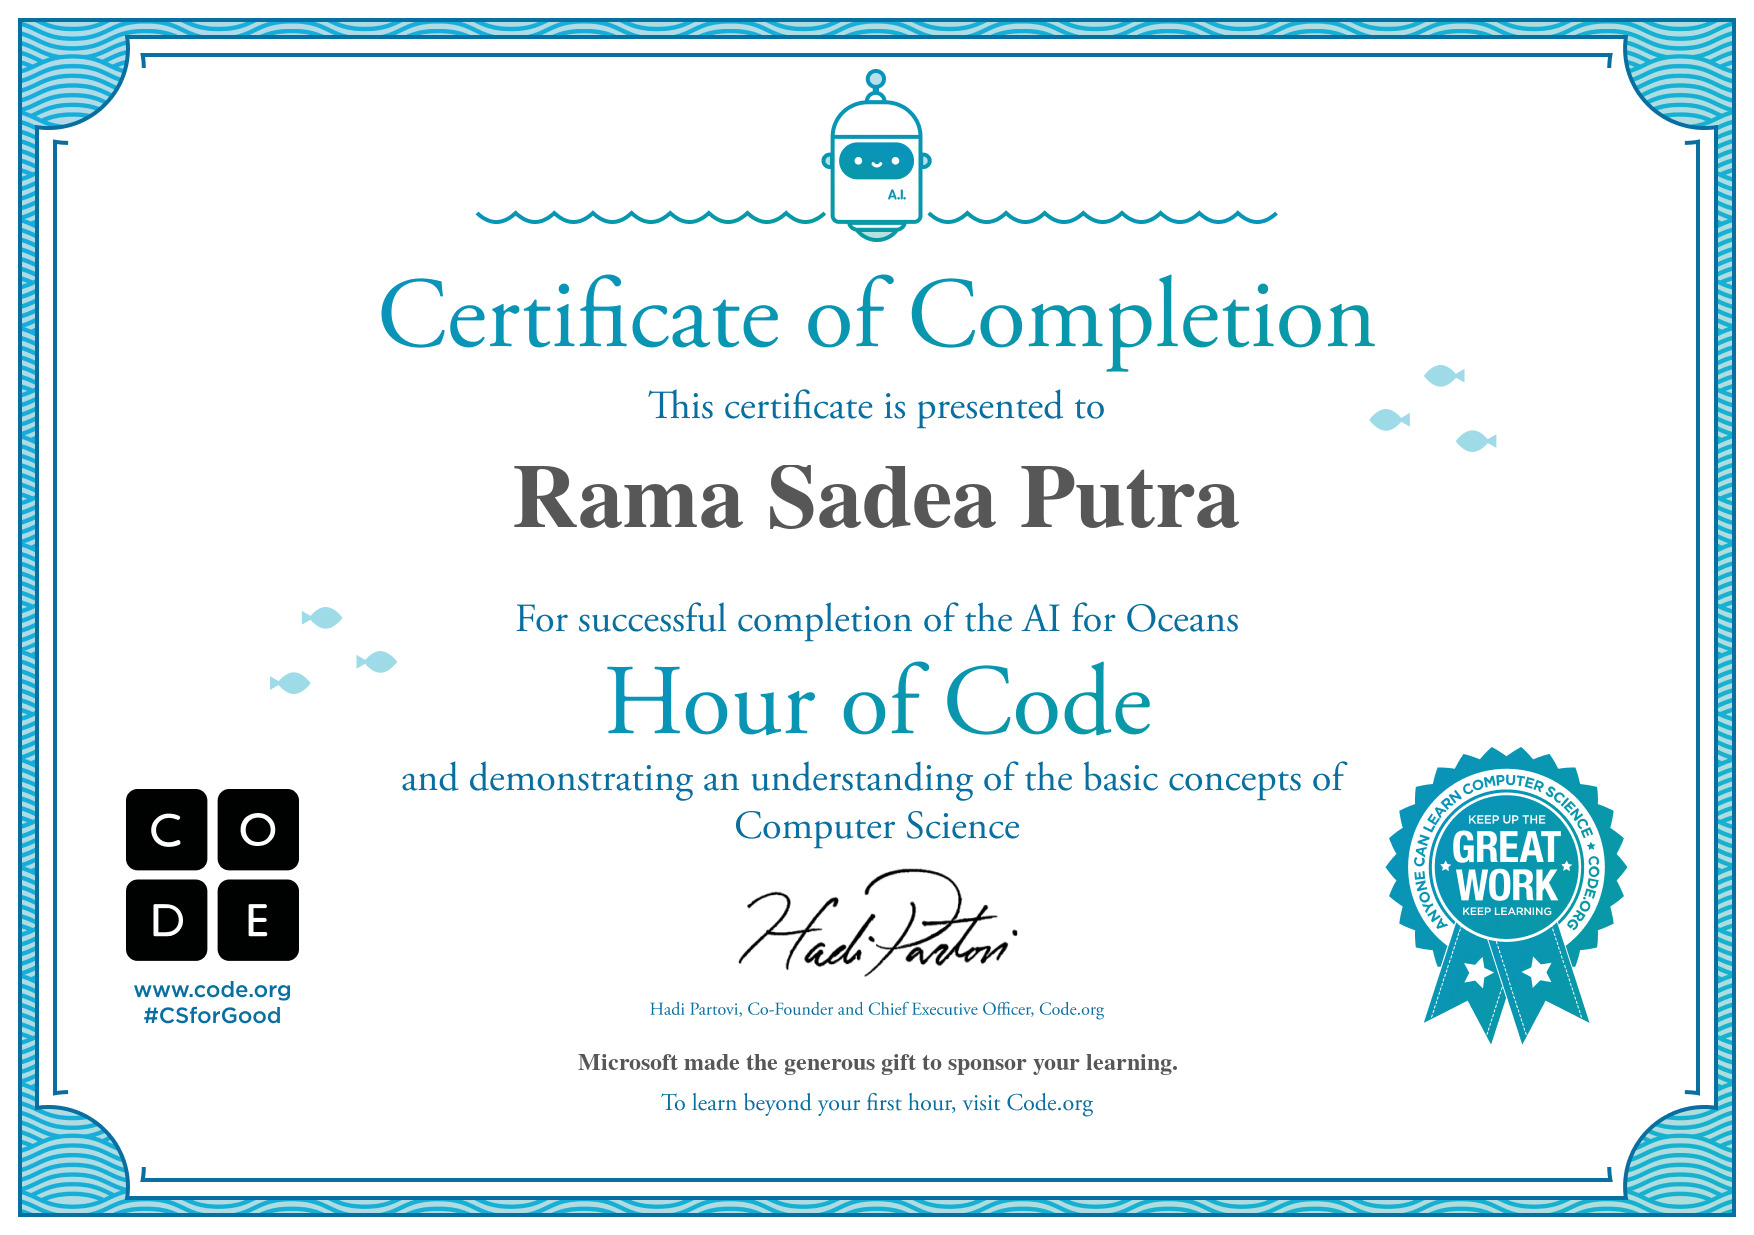 A.I.
Certificate of Completion
This certificate is presented to
Rama Sadea Putra
For successful completion of the AI for Oceans
Hour of Code
and demonstrating an understanding of the basic concepts of
Computer Science
Hadi Partovi
Hadi Partovi, Co-Founder and Chief Executive Officer, Code.org
Microsoft made the generous gift to sponsor your learning.
To learn beyond your first hour, visit Code.org
C O
D E
www.code.org
#CSforGood
ANYONE CAN LEARN COMPUTER SCIENCE ★ CODE.ORG
KEEP UP THE
GREAT
WORK
KEEP LEARNING